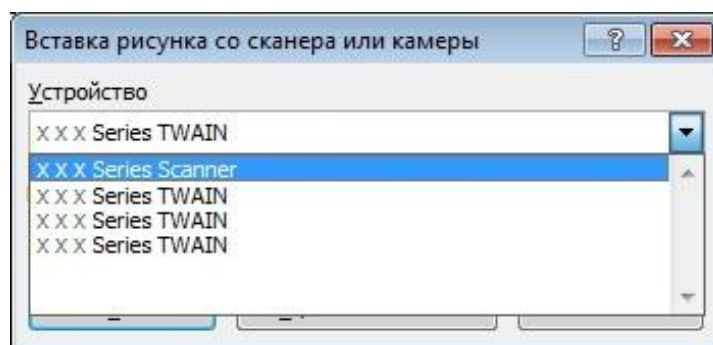 Вставка рисунка со сканера или камеры
Устройство
X X X Series TWAIN
X X X Series Scanner
X X X Series TWAIN
X X X Series TWAIN
X X X Series TWAIN